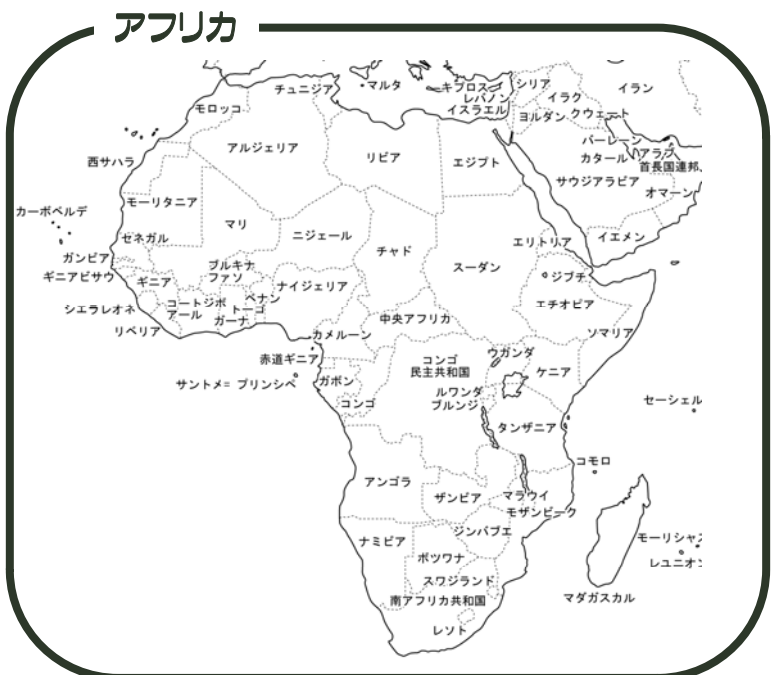 アフリカ
チュニジア
マルタ
キプロス
レバノン
イスラエル
シリア
イラク
イラン
モロッコ
ヨルダン
クウェート
アルジェリア
リビア
エジプト
バーレーン
カタール
アラブ
首長国連邦
西サハラ
サウジアラビア
オマーン
モーリタニア
カーボベルデ
マリ
ニジェール
チャド
スーダン
エリトリア
イエメン
セネガル
ガンビア
ギニアビサウ
ギニア
ブルキナ
ファソ
ナイジェリア
ジブチ
エチオピア
シエラレオネ
コートジボ
アール
ベナン
トーゴ
ガーナ
リベリア
中央アフリカ
ソマリア
カメルーン
赤道ギニア
サントメ=プリンシペ
ガボン
コンゴ
コンゴ
民主共和国
ウガンダ
ケニア
ルワンダ
ブルンジ
セーシェル
タンザニア
コモロ
アンゴラ
ザンビア
マラウイ
モザンビーク
ナミビア
ジンバブエ
ボツワナ
モーリシャス
レユニオン
スワジランド
南アフリカ共和国
マダガスカル
レソト